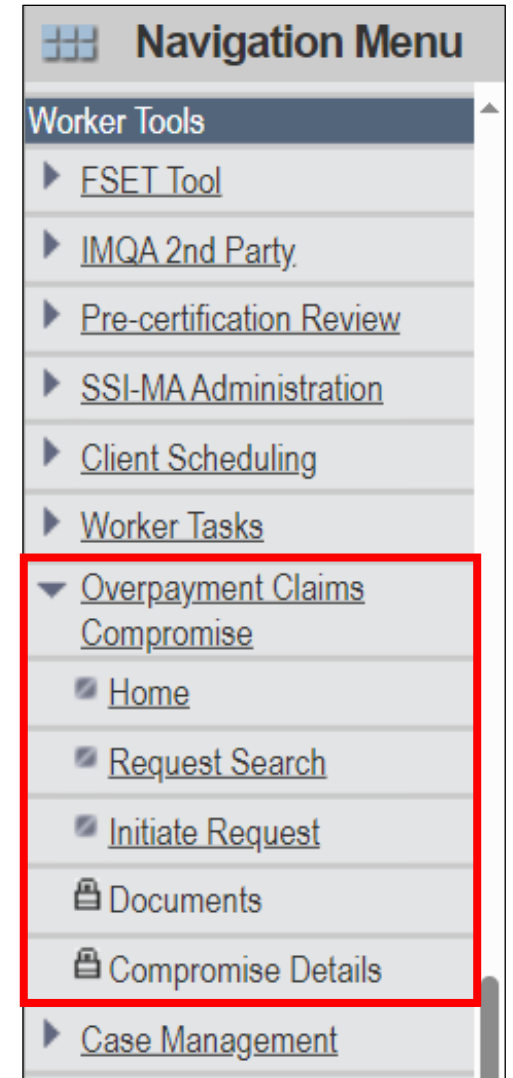 Navigation Menu
Worker Tools
FSET Tool
IMQA 2nd Party
Pre-certification Review
SSI-MA Administration
Client Scheduling
Worker Tasks
Overpayment Claims
Compromise
Home
Request Search
Initiate Request
Documents
Compromise Details
Case Management